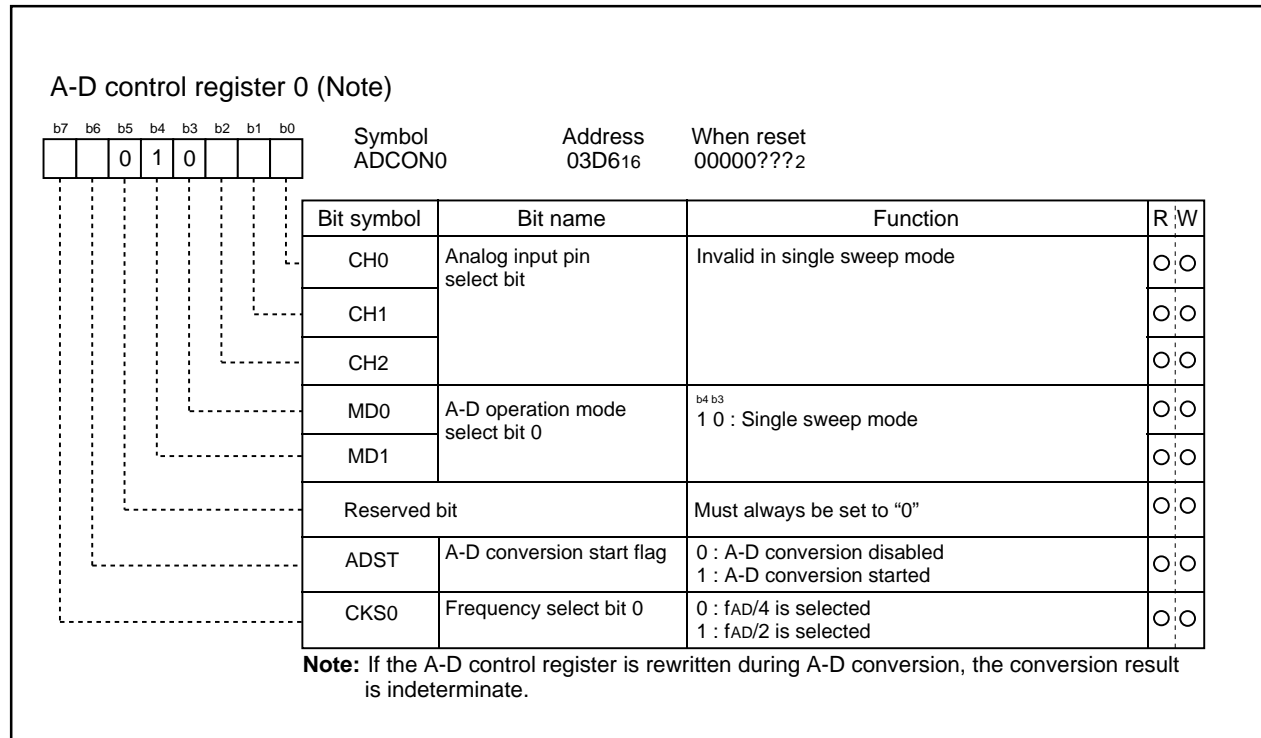 A-D control register 0 (Note)
b7 b6 b5 b4 b3 b2 b1 b0
0 1 0
Symbol Address When reset
ADCON0 03D616 00000???2
Bit symbol Bit name Function R W
CH0 Analog input pin select bit Invalid in single sweep mode
CH1
CH2
MD0 A-D operation mode select bit 0 b4 b3
1 0 : Single sweep mode
MD1
Reserved bit Must always be set to “0”
ADST A-D conversion start flag 0 : A-D conversion disabled
1 : A-D conversion started
CKS0 Frequency select bit 0 0 : fAD/4 is selected
1 : fAD/2 is selected
Note: If the A-D control register is rewritten during A-D conversion, the conversion result
is indeterminate.